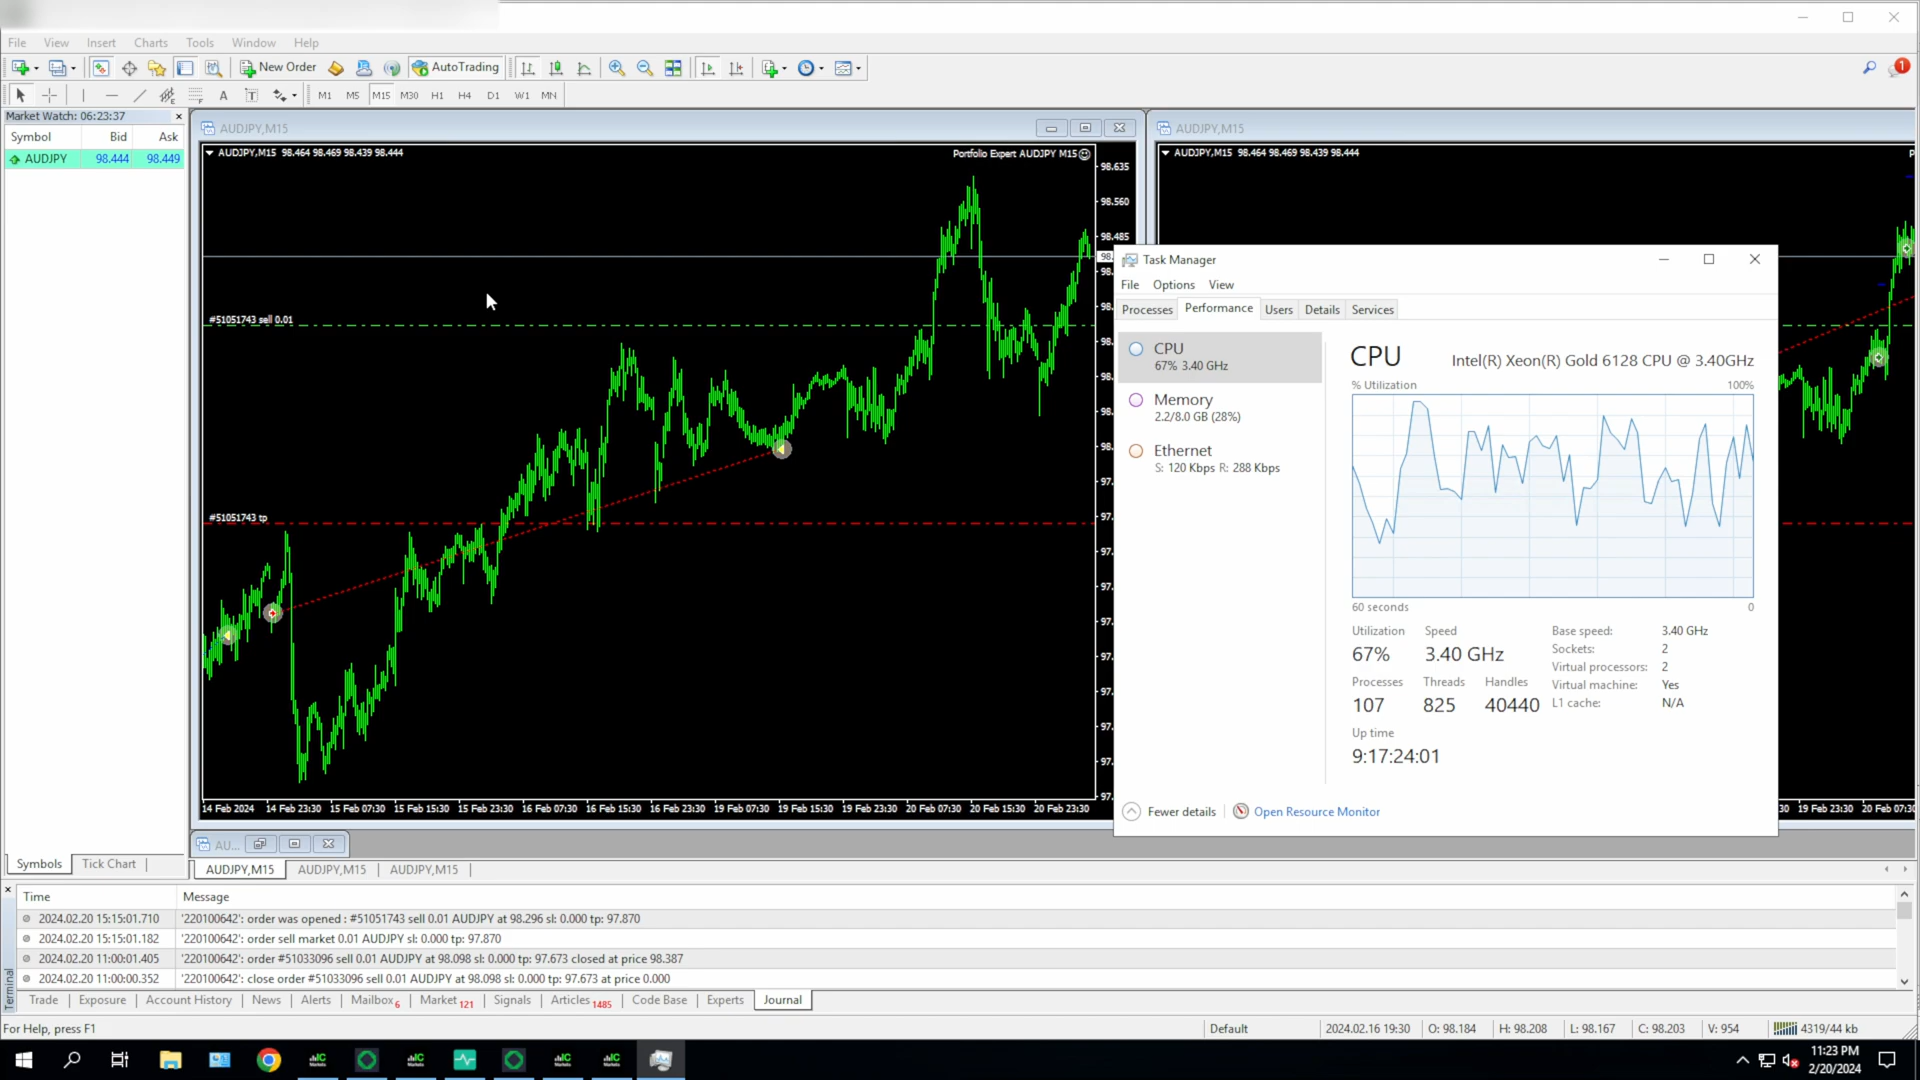 File View Insert Charts Tools Window Help
New Order AutoTrading
1
A T M1 M5 M15 M30 H1 H4 D1 W1 MN
Market Watch: 06:23:37
Symbol Bid Ask
AUDJPY 98.444 98.449
Symbols Tick Chart
AUDJPY,M15
AUDJPY,M15 98.464 98.469 98.439 98.444
Portfolio Expert AUDJPY M15
98.635
98.560
98.485
#51051743 sell 0.01
#51051743 tp
14 Feb 2024 14 Feb 23:30 15 Feb 07:30 15 Feb 15:30 15 Feb 23:30 16 Feb 07:30 16 Feb 15:30 16 Feb 23:30 19 Feb 07:30 19 Feb 15:30 19 Feb 23:30 20 Feb 07:30 20 Feb 15:30 20 Feb 23:30
AUDJPY,M15
AUDJPY,M15 98.464 98.469 98.439 98.444
19 Feb 23:30 20 Feb 07:30
Task Manager
File Options View
Processes Performance Users Details Services
CPU
67% 3.40 GHz
Memory
2.2/8.0 GB (28%)
Ethernet
S: 120 Kbps R: 288 Kbps
CPU Intel(R) Xeon(R) Gold 6128 CPU @ 3.40GHz
% Utilization 100%
60 seconds 0
Utilization Speed
67% 3.40 GHz
Processes Threads Handles
107 825 40440
Up time
9:17:24:01
Base speed: 3.40 GHz
Sockets: 2
Virtual processors: 2
Virtual machine: Yes
L1 cache: N/A
Fewer details Open Resource Monitor
AU...
AUDJPY,M15 AUDJPY,M15 AUDJPY,M15
Time Message
2024.02.20 15:15:01.710 '220100642': order was opened : #51051743 sell 0.01 AUDJPY at 98.296 sl: 0.000 tp: 97.870
2024.02.20 15:15:01.182 '220100642': order sell market 0.01 AUDJPY sl: 0.000 tp: 97.870
2024.02.20 11:00:01.405 '220100642': order #51033096 sell 0.01 AUDJPY at 98.098 sl: 0.000 tp: 97.673 closed at price 98.387
2024.02.20 11:00:00.352 '220100642': close order #51033096 sell 0.01 AUDJPY at 98.098 sl: 0.000 tp: 97.673 at price 0.000
Terminal
Trade Exposure Account History News Alerts Mailbox 6 Market 121 Signals Articles 1485 Code Base Experts Journal
For Help, press F1 Default 2024.02.16 19:30 O: 98.184 H: 98.208 L: 98.167 C: 98.203 V: 954 4319/44 kb
11:23 PM
2/20/2024